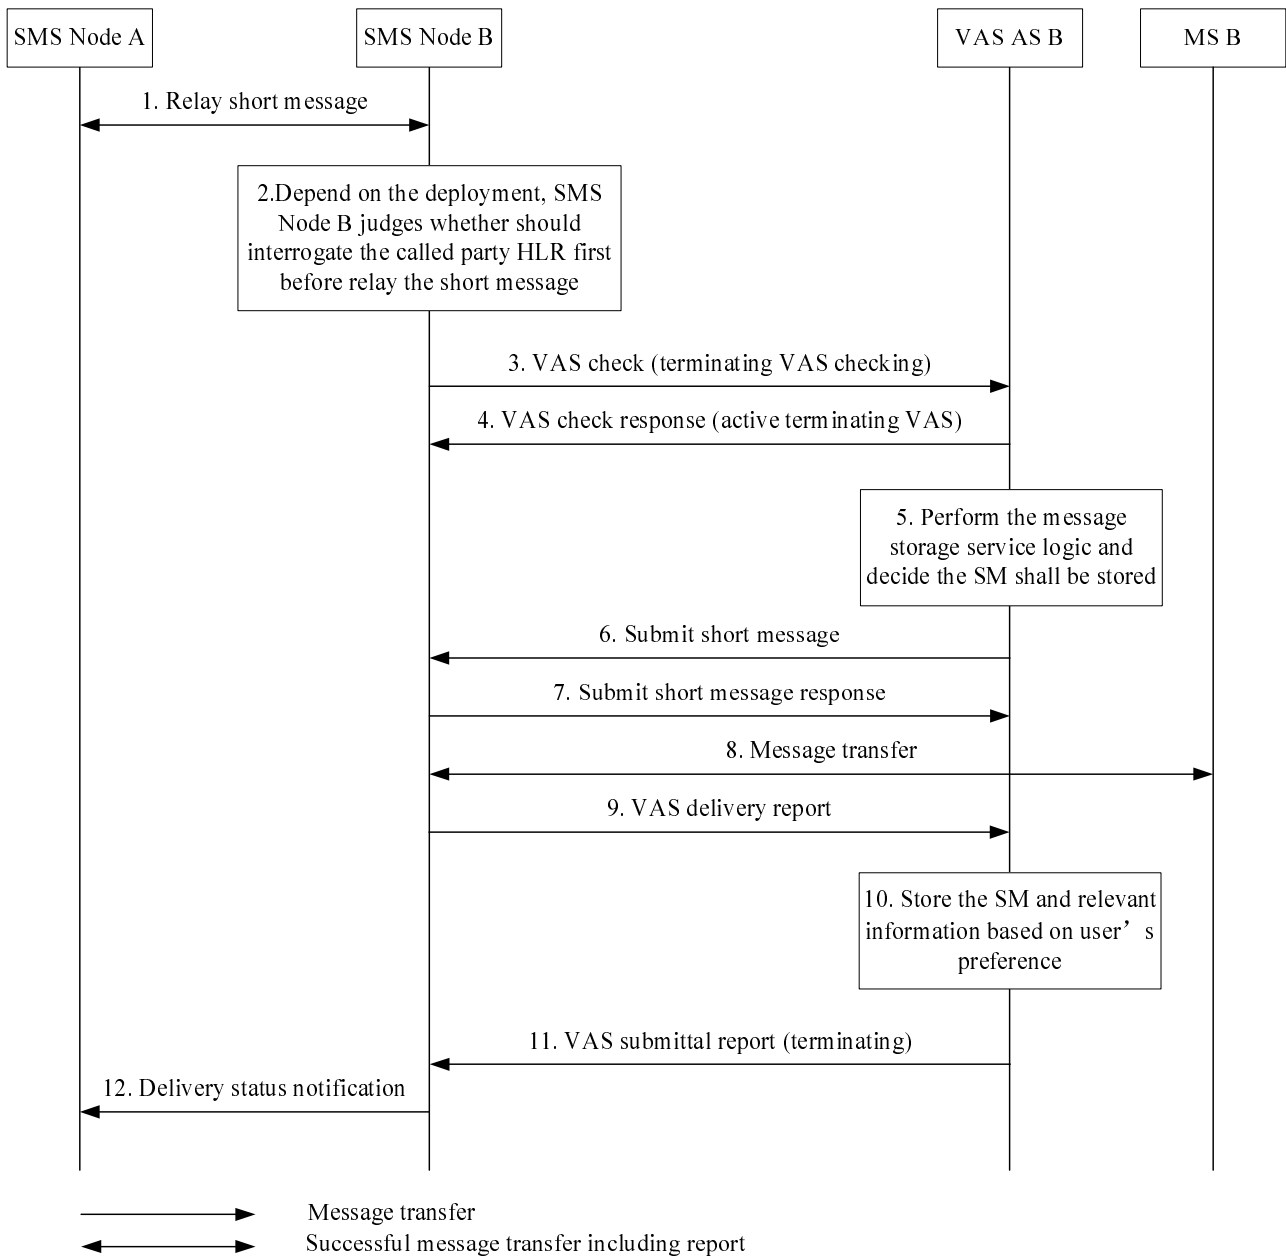 SMS Node A
SMS Node B
VAS AS B
MS B
1. Relay short message
2.Depend on the deployment, SMS
Node B judges whether should
interrogate the called party HLR first
before relay the short message
3. VAS check (terminating VAS checking)
4. VAS check response (active terminating VAS)
5. Perform the message
storage service logic and
decide the SM shall be stored
6. Submit short message
7. Submit short message response
8. Message transfer
9. VAS delivery report
10. Store the SM and relevant
information based on user’s
preference
11. VAS submittal report (terminating)
12. Delivery status notification
Message transfer
Successful message transfer including report